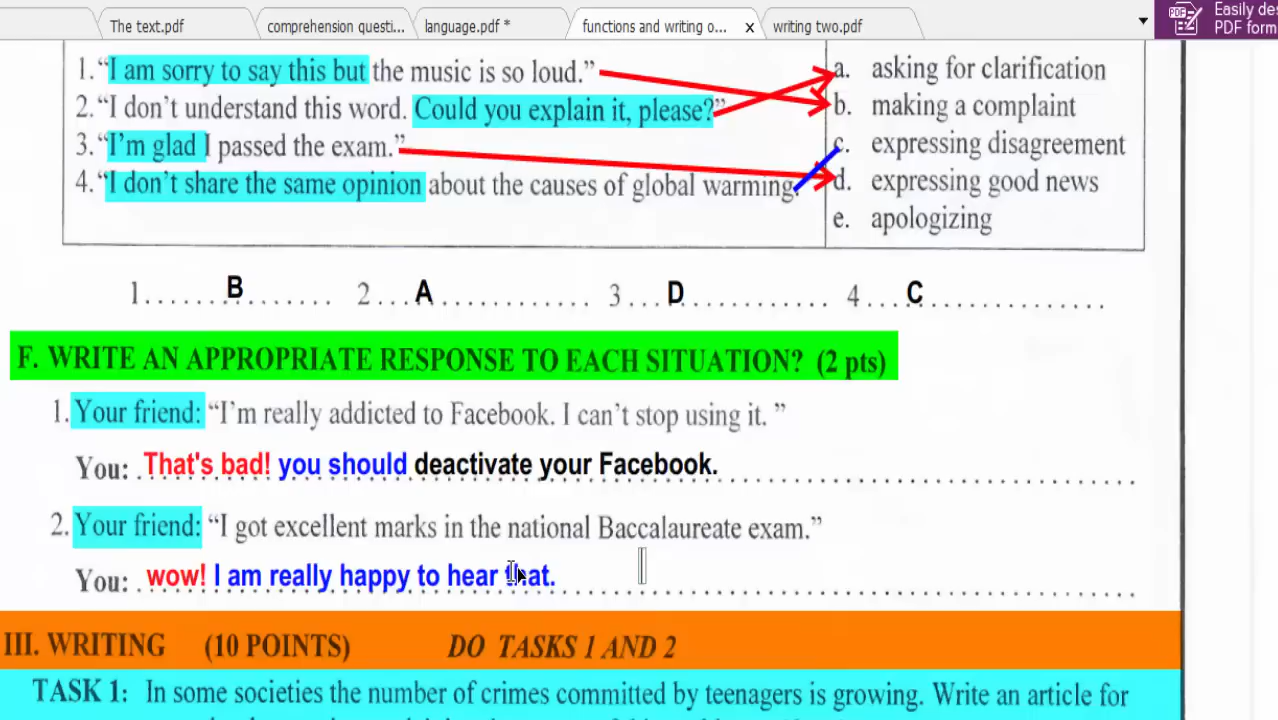 The text.pdf comprehension questi... language.pdf * functions and writing o... x writing two.pdf
Easily des
PDF form
1. “I am sorry to say this but the music is so loud.” a. asking for clarification
2. “I don’t understand this word. Could you explain it, please?” b. making a complaint
3. “I’m glad I passed the exam.” c. expressing disagreement
4. “I don’t share the same opinion about the causes of global warming. d. expressing good news
e. apologizing
1.......B....... 2...A............ 3...D........... 4....C..............
F. WRITE AN APPROPRIATE RESPONSE TO EACH SITUATION? (2 pts)
1. Your friend: “I’m really addicted to Facebook. I can’t stop using it. ”
You: That's bad! you should deactivate your Facebook.
2. Your friend: “I got excellent marks in the national Baccalaureate exam.”
You: wow! I am really happy to hear that.
III. WRITING (10 POINTS) DO TASKS 1 AND 2
TASK 1: In some societies the number of crimes committed by teenagers is growing. Write an article for